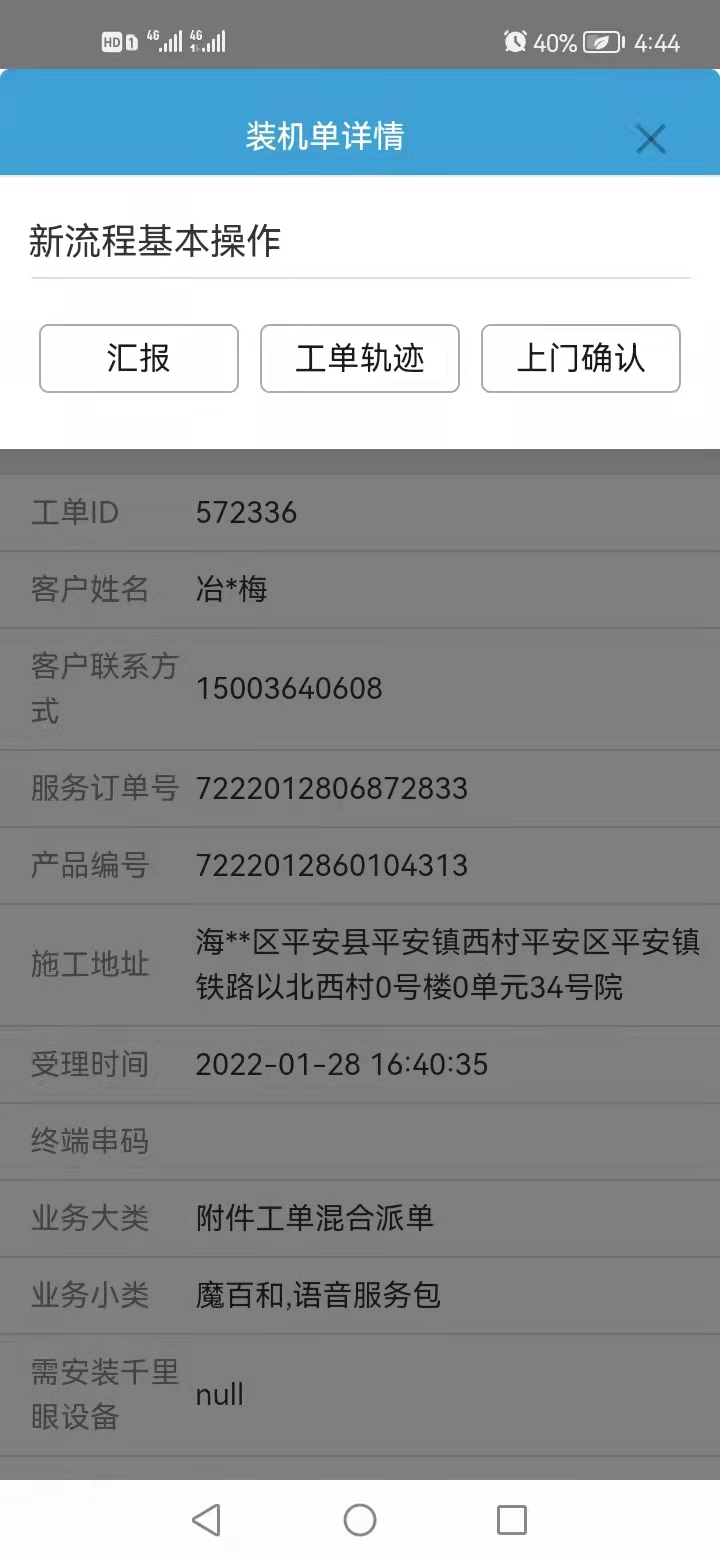 HD 1 4G 4G 1 40% 4:44
装机单详情
新流程基本操作
汇报 工单轨迹 上门确认
工单ID 572336
客户姓名 冶*梅
客户联系方式 15003640608
服务订单号 7222012806872833
产品编号 7222012860104313
施工地址 海**区平安县平安镇西村平安区平安镇
铁路以北西村0号楼0单元34号院
受理时间 2022-01-28 16:40:35
终端串码
业务大类 附件工单混合派单
业务小类 魔百和,语音服务包
需安装千里眼设备 null